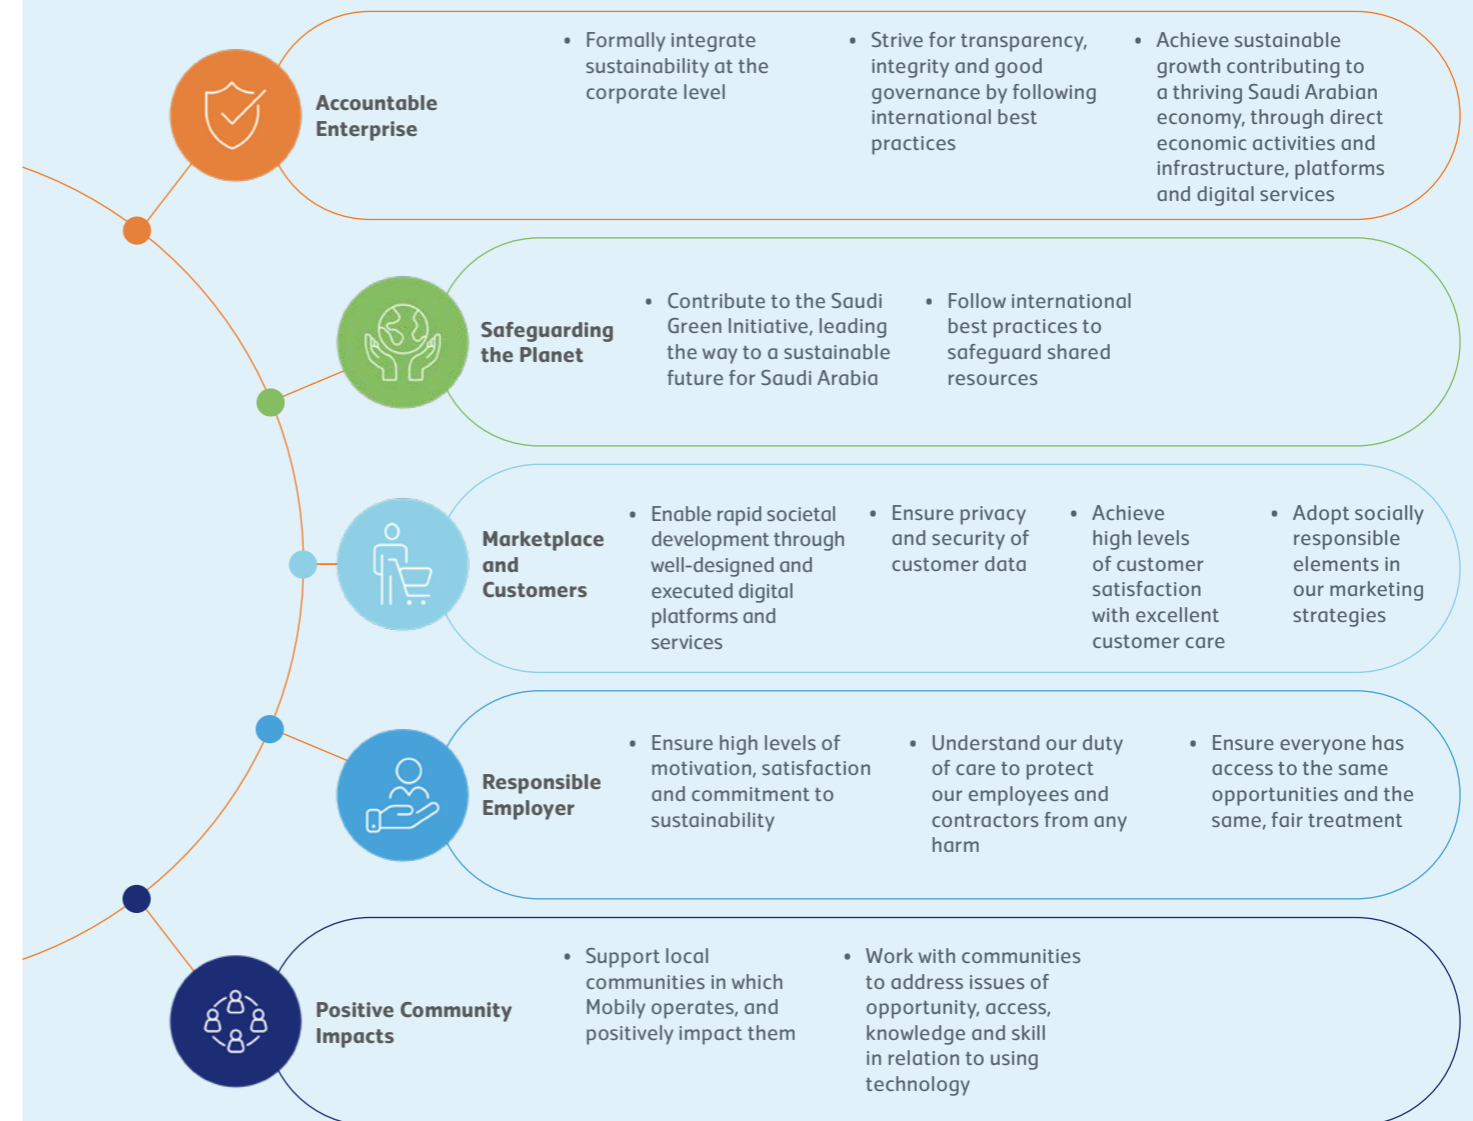 Accountable
Enterprise
• Formally integrate
sustainability at the
corporate level
• Strive for transparency,
integrity and good
governance by following
international best
practices
• Achieve sustainable
growth contributing to
a thriving Saudi Arabian
economy, through direct
economic activities and
infrastructure, platforms
and digital services
Safeguarding
the Planet
• Contribute to the Saudi
Green Initiative, leading
the way to a sustainable
future for Saudi Arabia
• Follow international
best practices to
safeguard shared
resources
Marketplace
and
Customers
• Enable rapid societal
development through
well-designed and
executed digital
platforms and
services
• Ensure privacy
and security of
customer data
• Achieve
high levels
of customer
satisfaction
with excellent
customer care
• Adopt socially
responsible
elements in
our marketing
strategies
Responsible
Employer
• Ensure high levels of
motivation, satisfaction
and commitment to
sustainability
• Understand our duty
of care to protect
our employees and
contractors from any
harm
• Ensure everyone has
access to the same
opportunities and the
same, fair treatment
Positive Community
Impacts
• Support local
communities in which
Mobily operates, and
positively impact them
• Work with communities
to address issues of
opportunity, access,
knowledge and skill
in relation to using
technology